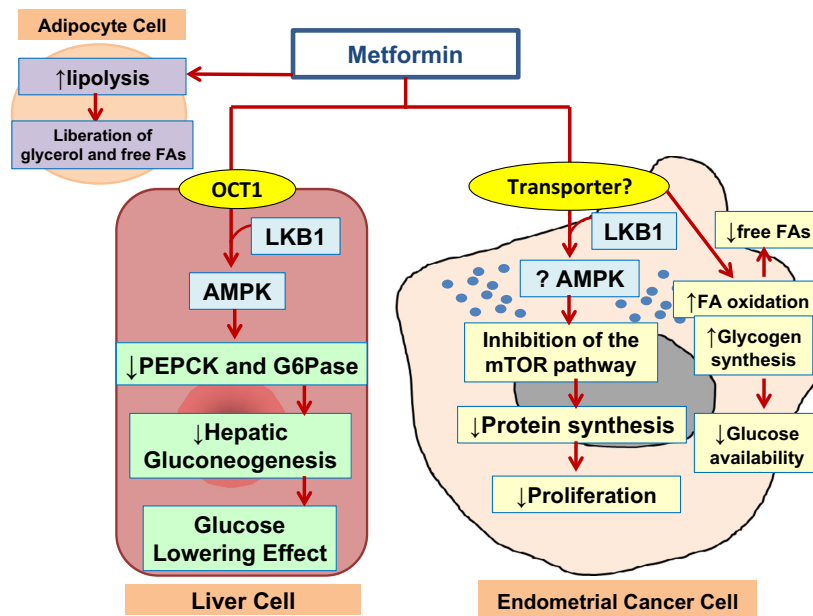 Adipocyte Cell
Metformin
↑lipolysis
Liberation of
glycerol and free FAs
OCT1
LKB1
AMPK
↓PEPCK and G6Pase
↓Hepatic
Gluconeogenesis
Glucose
Lowering Effect
Liver Cell
Transporter?
LKB1
? AMPK
Inhibition of the
mTOR pathway
↓Protein synthesis
↓Proliferation
↓free FAs
↑FA oxidation
↑Glycogen
synthesis
↓Glucose
availability
Endometrial Cancer Cell